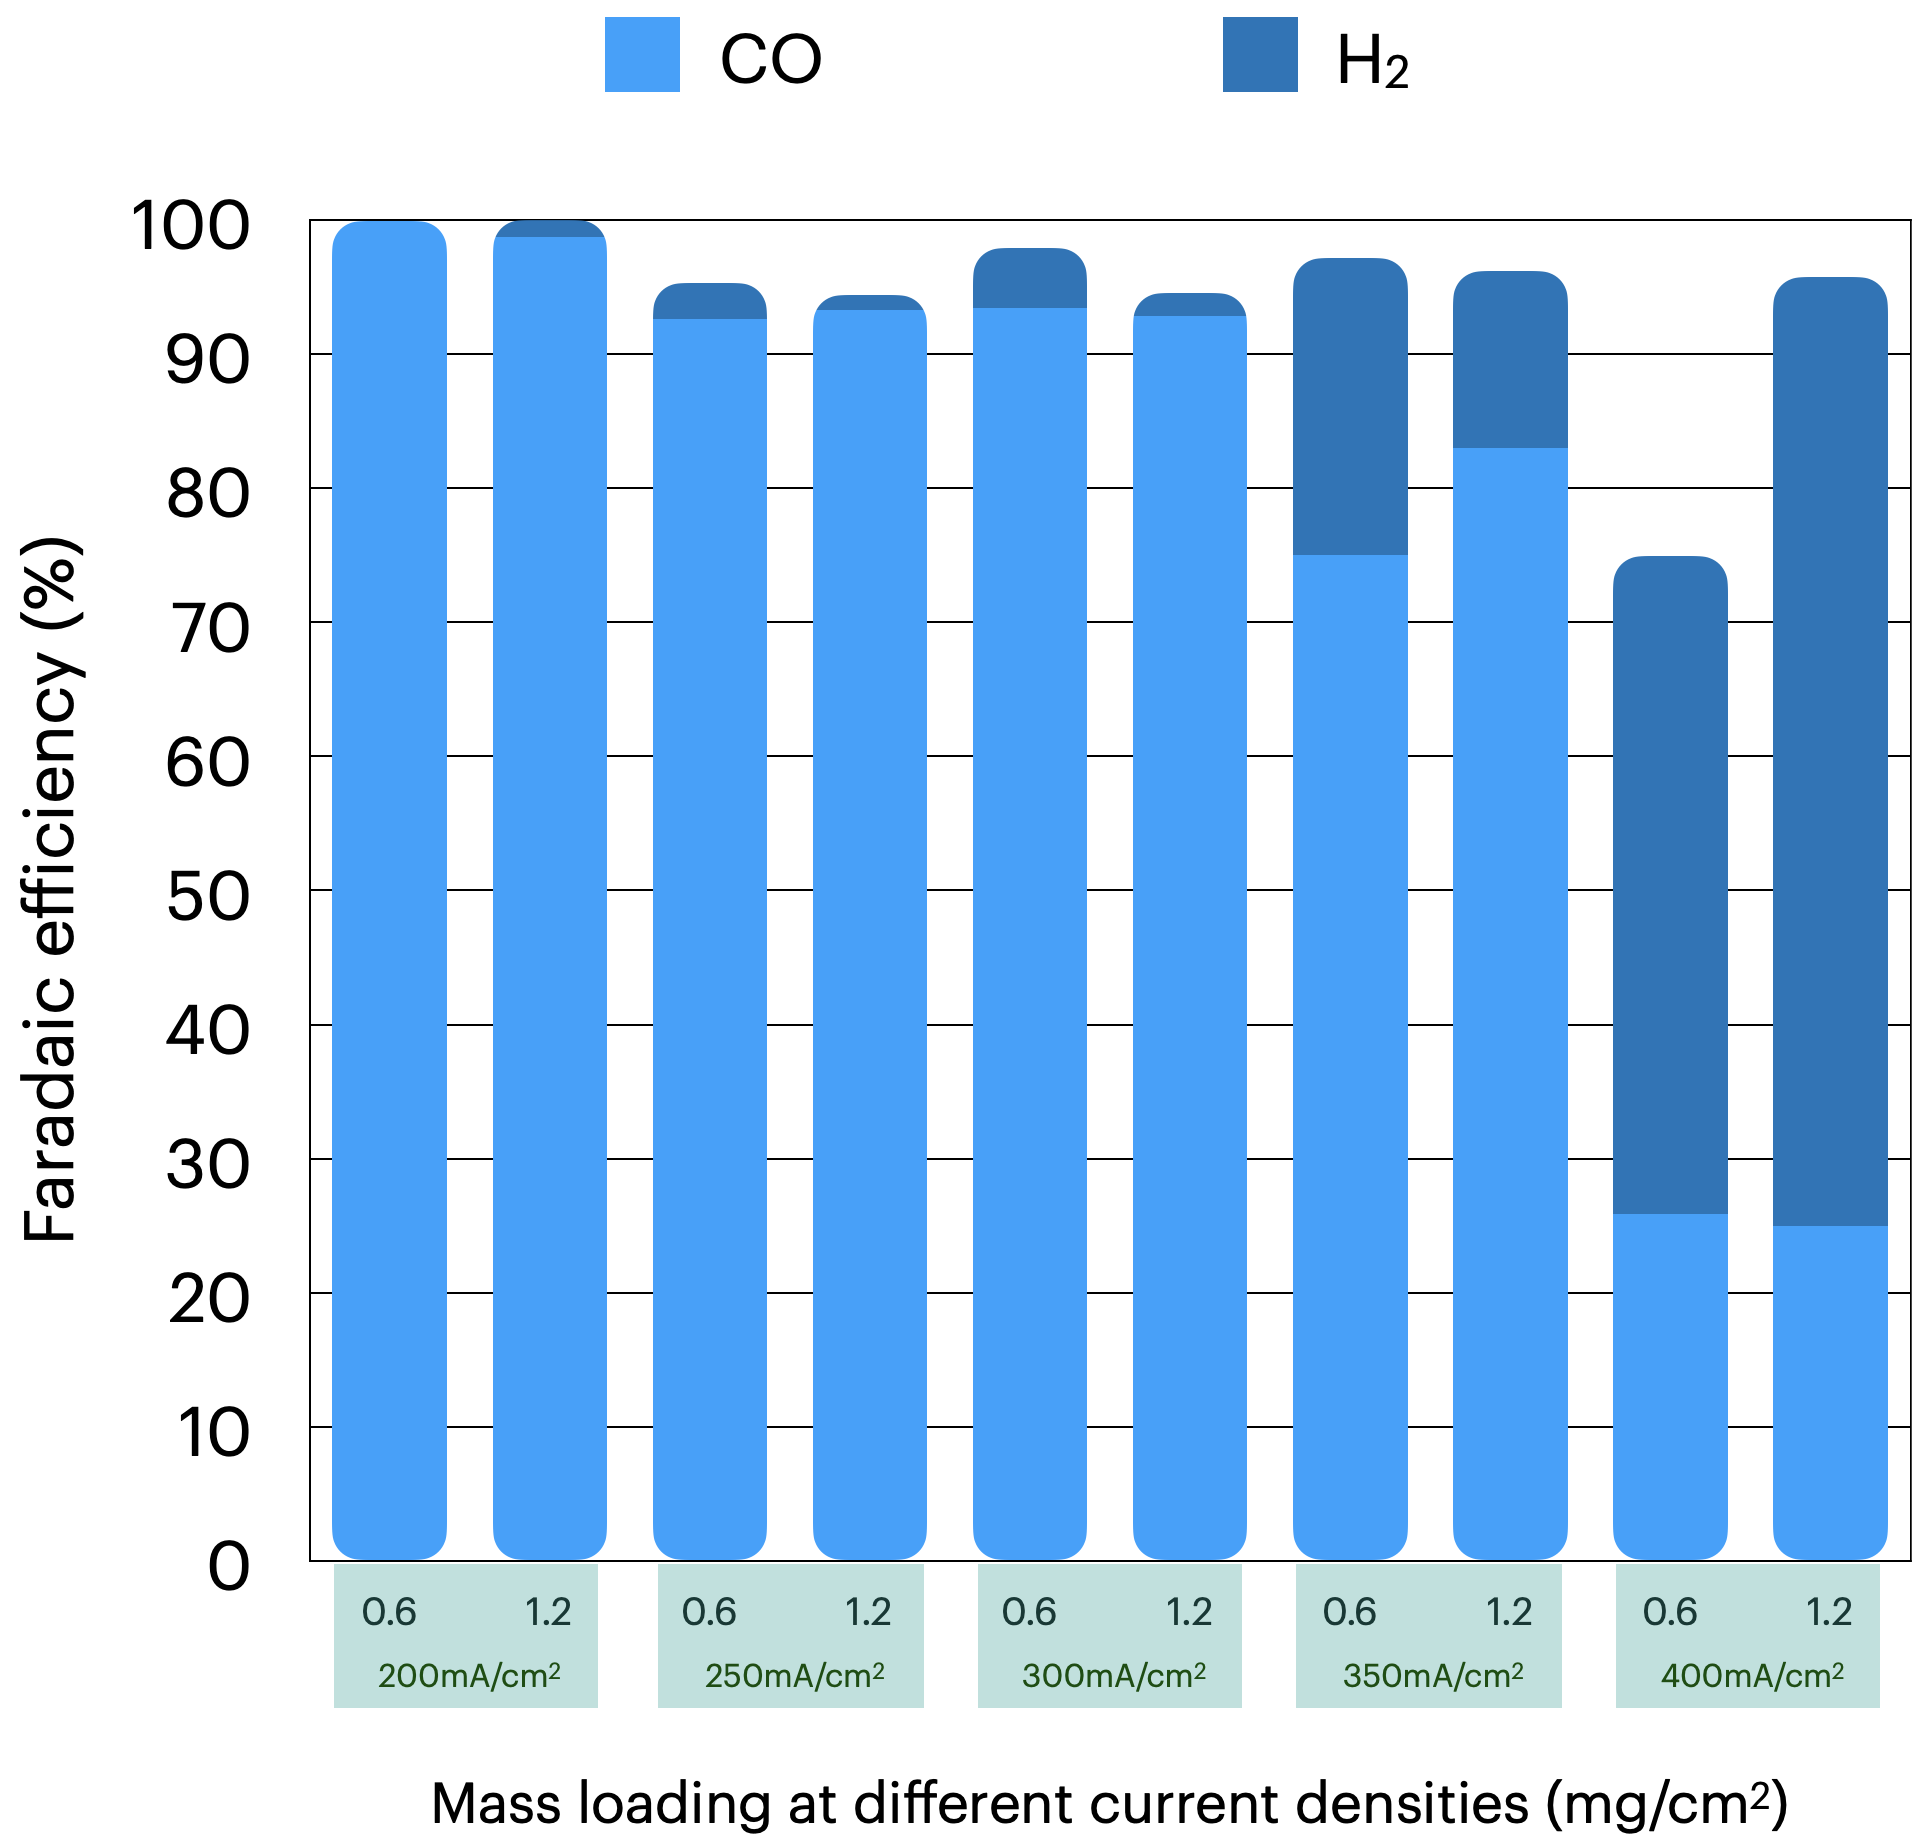 CO
H₂
Faradaic efficiency (%)
100
90
80
70
60
50
40
30
20
10
0
0.6 1.2 0.6 1.2 0.6 1.2 0.6 1.2 0.6 1.2
200mA/cm² 250mA/cm² 300mA/cm² 350mA/cm² 400mA/cm²
Mass loading at different current densities (mg/cm²)